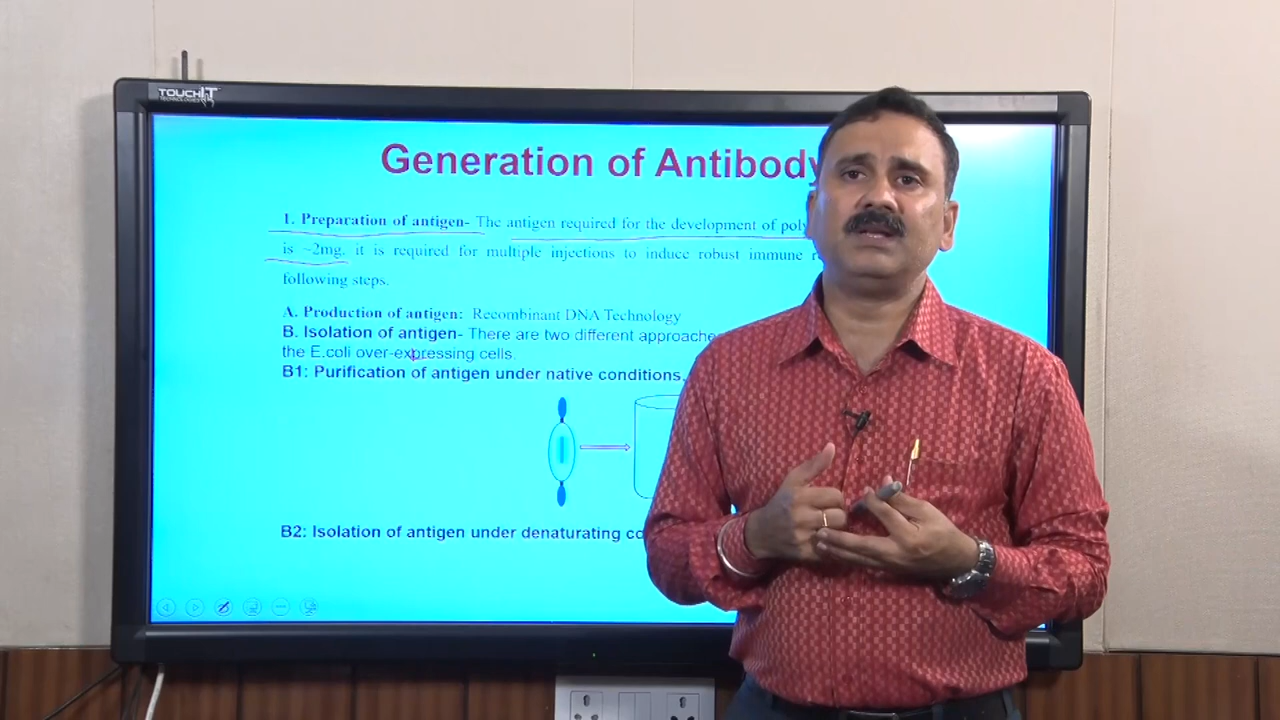 TOUCHIT
TECHNOLOGIES
Generation of Antibody
1. Preparation of antigen- The antigen required for the development of
is ~2mg. it is required for multiple injections to induce robust immune
following steps.
A. Production of antigen: Recombinant DNA Technology
B. Isolation of antigen- There are two different
the E.coli over-expressing cells.
B1: Purification of antigen under native conditions
B2: Isolation of antigen under denaturating